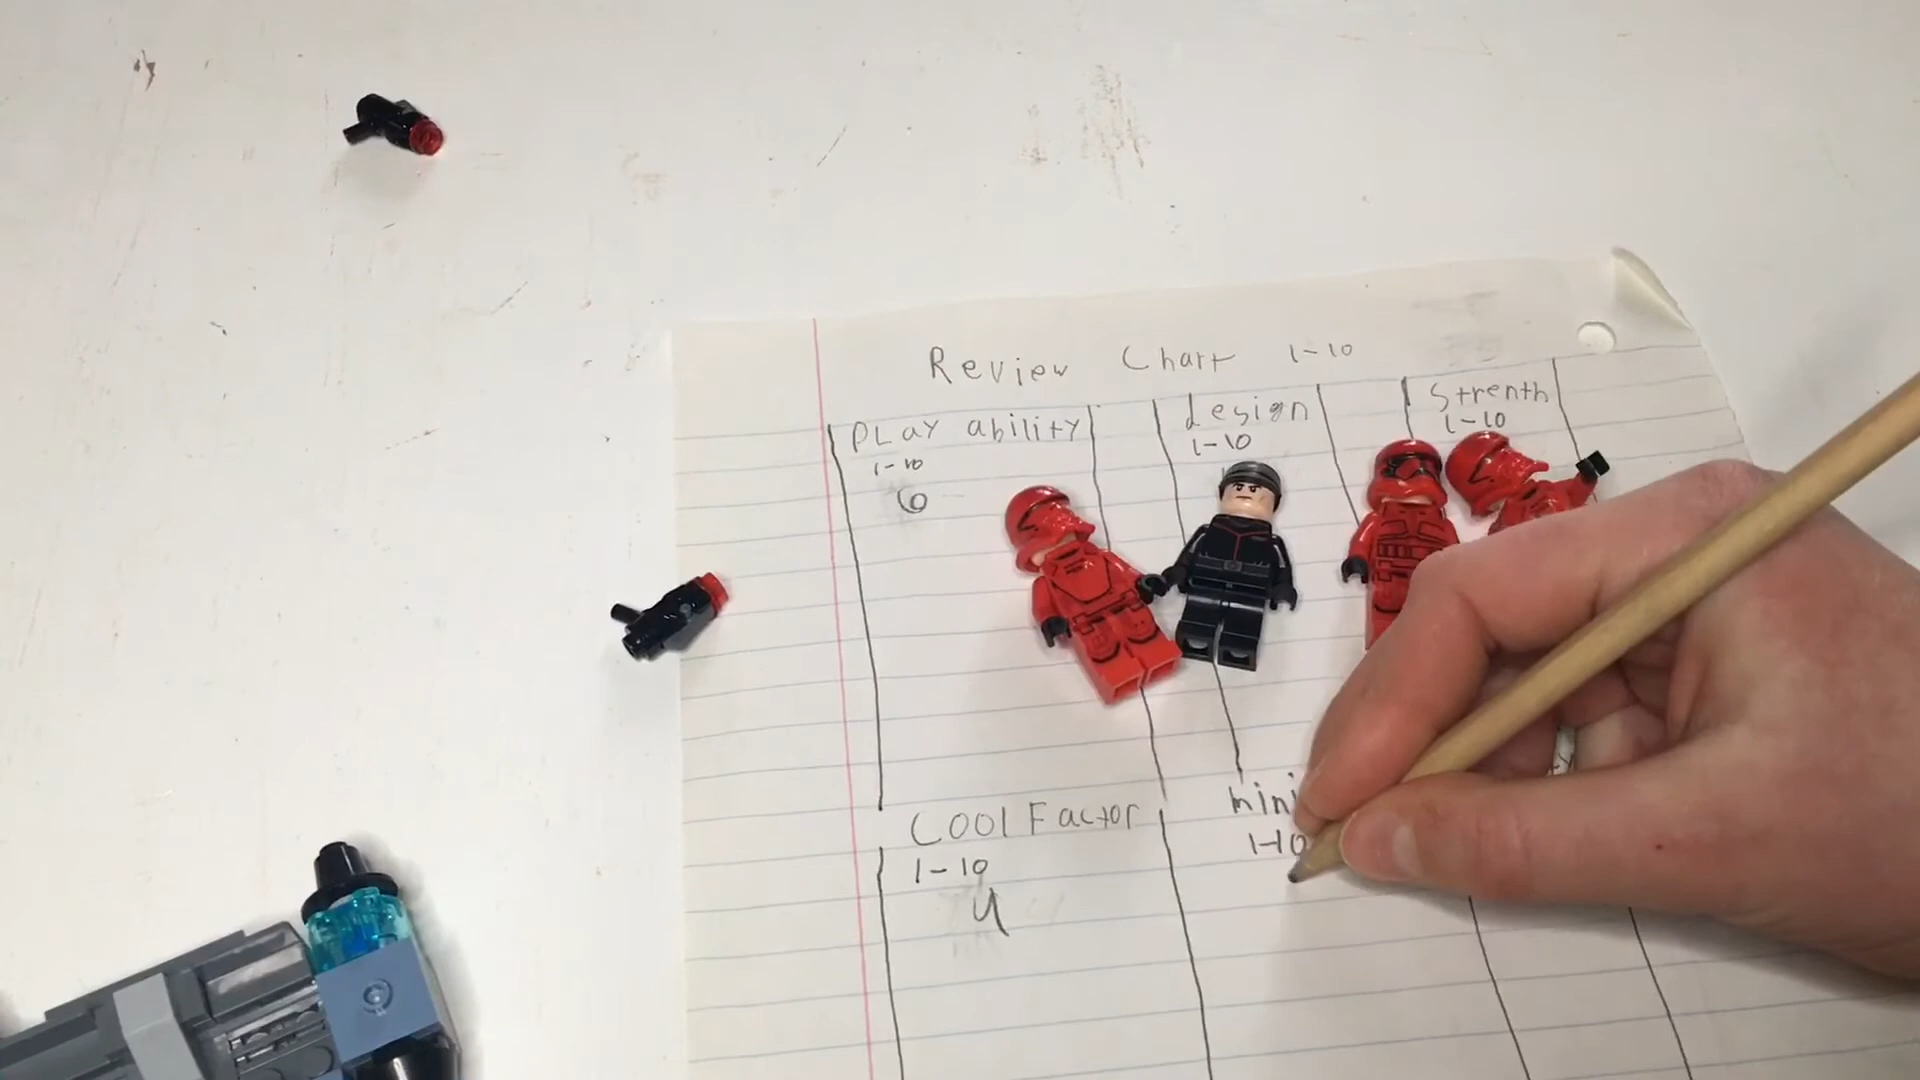 Review Chart 1-10
PLay ability
1-10
6
design
1-10
Strenth
1-10
Cool Factor
1-10
4
mini
1-10